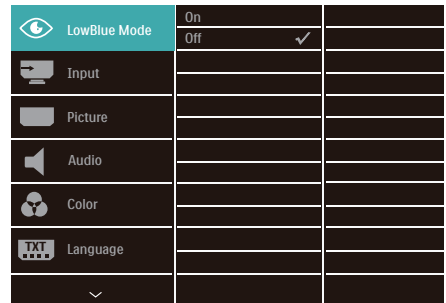 LowBlue Mode
On
Off
Input
Picture
Audio
Color
TXT
Language